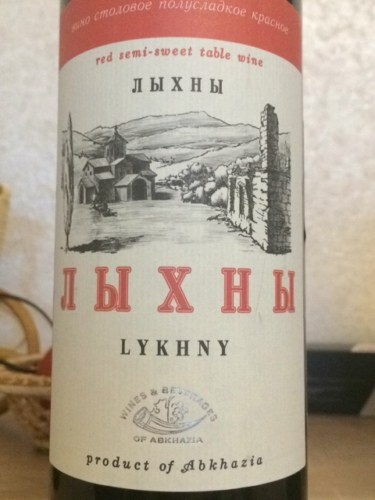 вино столовое полусладкое красное
red semi-sweet table wine
ЛЫХНЫ
ЛЫХНЫ
LYKHNY
WINES & BEVERAGES
OF ABKHAZIA
product of Abkhazia